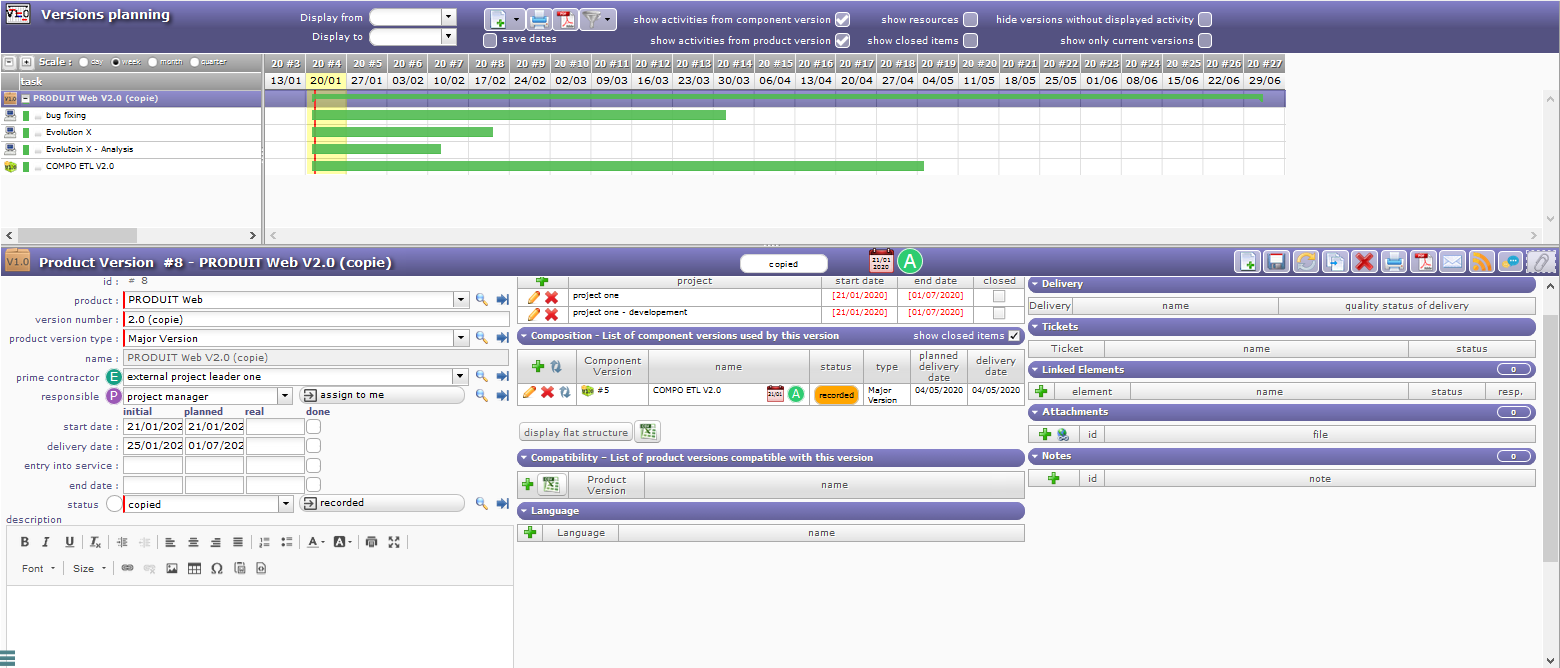 V1.0 Versions planning
Display from
Display to
save dates
show activities from component version
show activities from product version
show resources
show closed items
hide versions without displayed activity
show only current versions
Scale : day week month quarter
20 #3 20 #4 20 #5 20 #6 20 #7 20 #8 20 #9 20 #10 20 #11 20 #12 20 #13 20 #14 20 #15 20 #16 20 #17 20 #18 20 #19 20 #20 20 #21 20 #22 20 #23 20 #24 20 #25 20 #26 20 #27
task
13/01 20/01 27/01 03/02 10/02 17/02 24/02 02/03 09/03 16/03 23/03 30/03 06/04 13/04 20/04 27/04 04/05 11/05 18/05 25/05 01/06 08/06 15/06 22/06 29/06
V1.0 PRODUIT Web V2.0 (copie)
bug fixing
Evolution X
Evolutoin X - Analysis
COMPO ETL V2.0
V1.0 Product Version #8 - PRODUIT Web V2.0 (copie)
copied
21/01 2020
A
id : # 8
product : PRODUIT Web
version number : 2.0 (copie)
product version type : Major Version
name : PRODUIT Web V2.0 (copie)
prime contractor E external project leader one
responsible P project manager assign to me
initial planned real done
start date : 21/01/202 21/01/202
delivery date : 25/01/202 01/07/202
entry into service :
end date :
status copied recorded
description
B I U
Font Size
project start date end date closed
project one [21/01/2020] [01/07/2020]
project one - developement [21/01/2020] [01/07/2020]
Composition - List of component versions used by this version show closed items
Component Version name status type planned delivery date delivery date
#5 COMPO ETL V2.0 21/01 A recorded Major Version 04/05/2020 04/05/2020
display flat structure
Compatibility - List of product versions compatible with this version
Product Version name
Language
Language name
Delivery
Delivery name quality status of delivery
Tickets
Ticket name status
Linked Elements 0
element name status resp.
Attachments 0
id file
Notes 0
id note